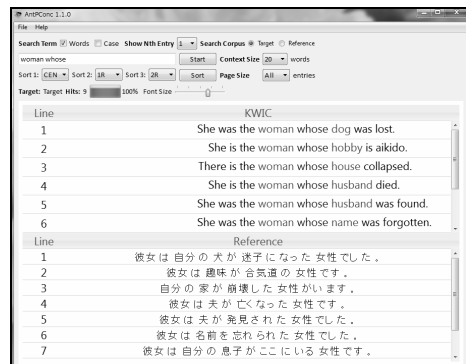 AntPConc 1.1.0
File Help
Search Term Words Case Show Nth Entry 1 Search Corpus Target Reference
woman whose Start Context Size 20 words
Sort 1: CEN Sort 2: 1R Sort 3: 2R Sort Page Size All entries
Target: Target Hits: 9 100% Font Size
Line KWIC
1 She was the woman whose dog was lost.
2 She is the woman whose hobby is aikido.
3 There is the woman whose house collapsed.
4 She is the woman whose husband died.
5 She was the woman whose husband was found.
6 She was the woman whose name was forgotten.
Line Reference
1 彼女 は 自分 の 犬 が 迷子 に なっ た 女性 でし た 。
2 彼女 は 趣味 が 合気道 の 女性 です 。
3 自分 の 家 が 崩壊 し た 女性 が い ます 。
4 彼女 は 夫 が 亡くなっ た 女性 です 。
5 彼女 は 夫 が 発見 さ れ た 女性 でし た 。
6 彼女 は 名前 を 忘れ られ た 女性 でし た 。
7 彼女 は 自分 の 息子 が ここ に いる 女性 です 。